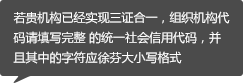 若贵机构已经实现三证合一，组织机构代
码请填写完整 的统一社会信用代码，并
且其中的字符应徐芬大小写格式